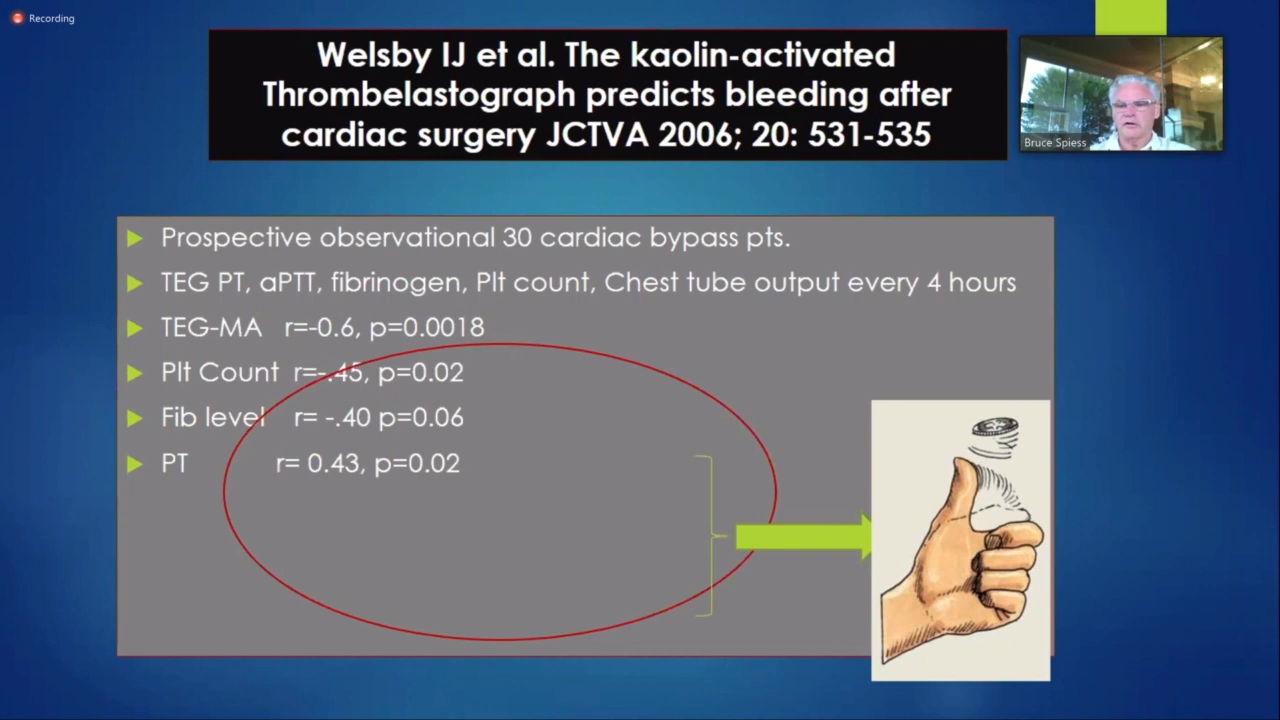 Recording
Welsby IJ et al. The kaolin-activated
Thrombelastograph predicts bleeding after
cardiac surgery JCTVA 2006; 20: 531-535
Bruce Spiess
Prospective observational 30 cardiac bypass pts.
TEG PT, aPTT, fibrinogen, Plt count, Chest tube output every 4 hours
TEG-MA r=-0.6, p=0.0018
Plt Count r=-.45, p=0.02
Fib level r= -.40 p=0.06
PT r= 0.43, p=0.02